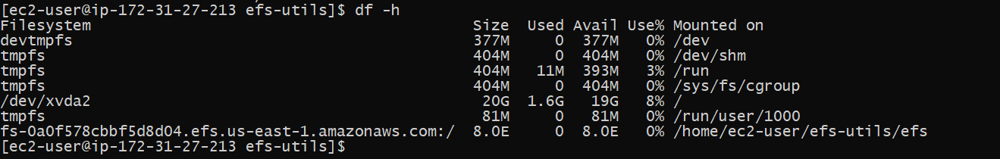 [ec2-user@ip-172-31-27-213 efs-utils]$ df -h
Filesystem                                 Size  Used Avail Use% Mounted on
devtmpfs                                   377M     0  377M   0% /dev
tmpfs                                      404M     0  404M   0% /dev/shm
tmpfs                                      404M   11M  393M   3% /run
tmpfs                                      404M     0  404M   0% /sys/fs/cgroup
/dev/xvda2                                  20G  1.6G   19G   8% /
tmpfs                                       81M     0   81M   0% /run/user/1000
fs-0a0f578cbbf5d8d04.efs.us-east-1.amazonaws.com:/  8.0E     0  8.0E   0% /home/ec2-user/efs-utils/efs
[ec2-user@ip-172-31-27-213 efs-utils]$